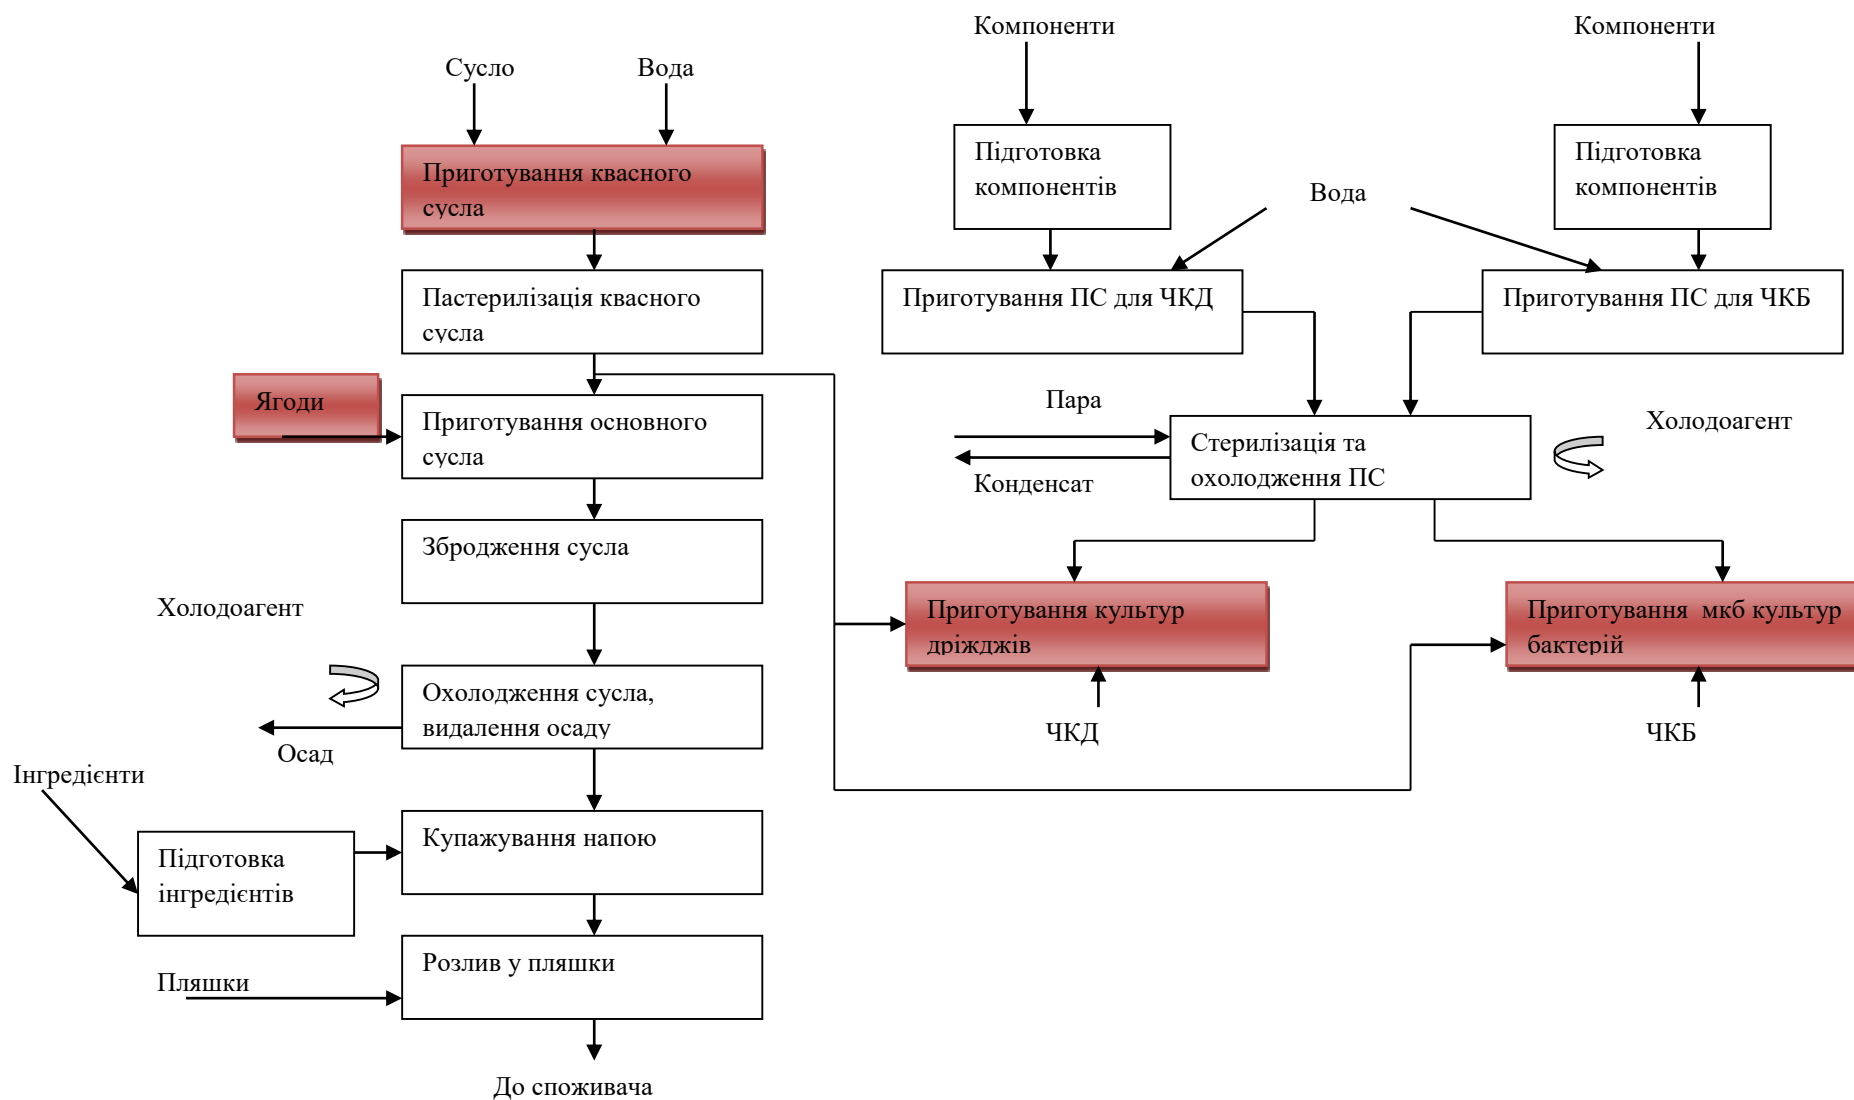 Компоненти
Компоненти
Сусло
Вода
Приготування квасного
сусла
Підготовка
компонентів
Вода
Підготовка
компонентів
Пастерилізація квасного
сусла
Приготування ПС для ЧКД
Приготування ПС для ЧКБ
Ягоди
Приготування основного
сусла
Пара
Конденсат
Стерилізація та
охолодження ПС
Холодоагент
Збродження сусла
Холодоагент
Приготування культур
дріжджів
Приготування мкб культур
бактерій
Охолодження сусла,
видалення осаду
Осад
ЧКД
ЧКБ
Інгредієнти
Підготовка
інгредієнтів
Купажування напою
Розлив у пляшки
Пляшки
До споживача